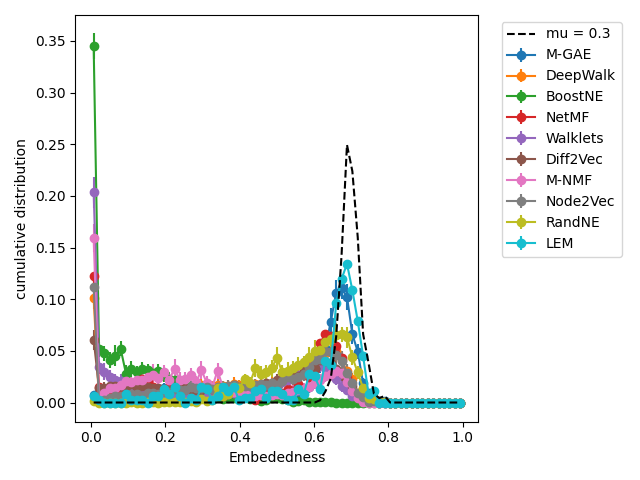 cumulative distribution
0.35
0.30
0.25
0.20
0.15
0.10
0.05
0.00
0.0 0.2 0.4 0.6 0.8 1.0
Embededness
mu = 0.3
M-GAE
DeepWalk
BoostNE
NetMF
Walklets
Diff2Vec
M-NMF
Node2Vec
RandNE
LEM